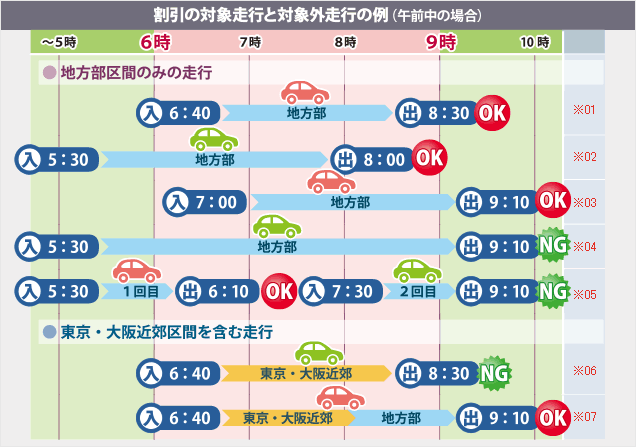 割引の対象走行と対象外走行の例(午前中の場合)
～5時 6時 7時 8時 9時 10時
●地方部区間のみの走行
入 6:40 地方部 出 8:30 OK ※01
入 5:30 地方部 出 8:00 OK ※02
入 7:00 地方部 出 9:10 OK ※03
入 5:30 地方部 出 9:10 NG ※04
入 5:30 1回目 出 6:10 OK 入 7:30 2回目 出 9:10 NG ※05
●東京・大阪近郊区間を含む走行
入 6:40 東京・大阪近郊 出 8:30 NG ※06
入 6:40 東京・大阪近郊 地方部 出 9:10 OK ※07